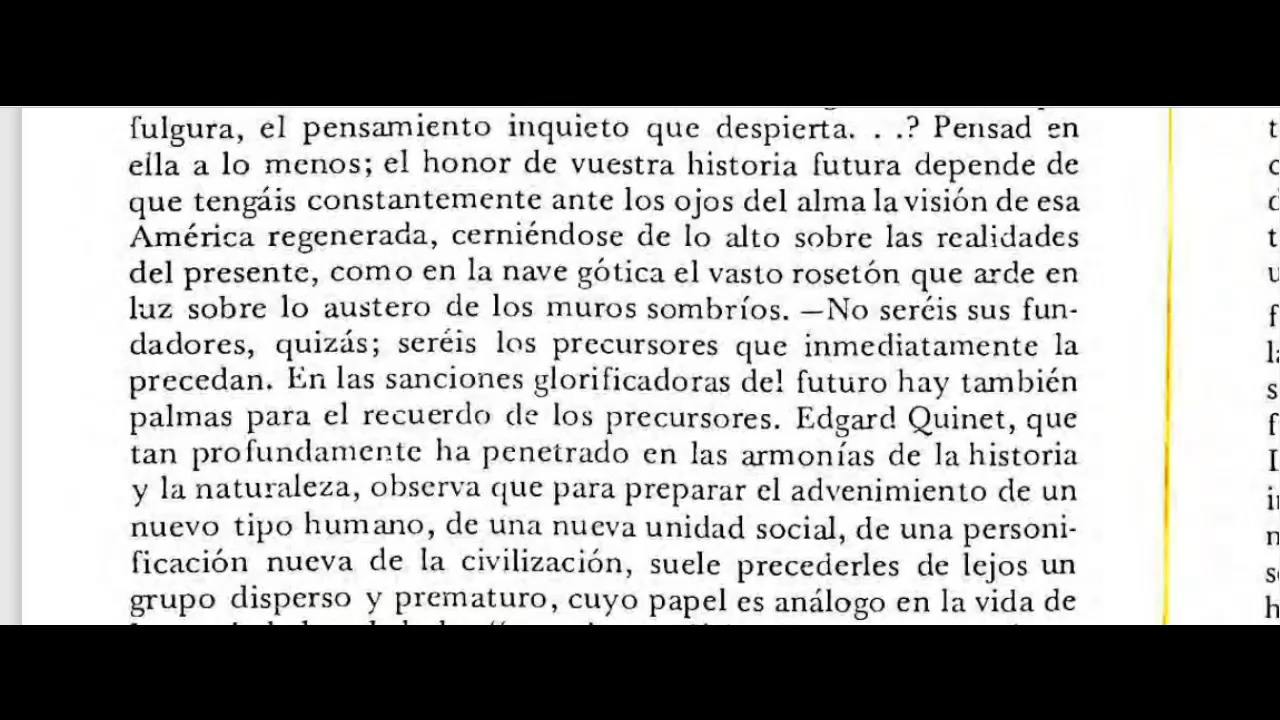 fulgura, el pensamiento inquieto que despierta. . .? Pensad en
ella a lo menos; el honor de vuestra historia futura depende de
que tengáis constantemente ante los ojos del alma la visión de esa
América regenerada, cerniéndose de lo alto sobre las realidades
del presente, como en la nave gótica el vasto rosetón que arde en
luz sobre lo austero de los muros sombríos. —No seréis sus fun-
dadores, quizás; seréis los precursores que inmediatamente la
precedan. En las sanciones glorificadoras del futuro hay también
palmas para el recuerdo de los precursores. Edgard Quinet, que
tan profundamente ha penetrado en las armonías de la historia
y la naturaleza, observa que para preparar el advenimiento de un
nuevo tipo humano, de una nueva unidad social, de una personi-
ficación nueva de la civilización, suele precederles de lejos un
grupo disperso y prematuro, cuyo papel es análogo en la vida de